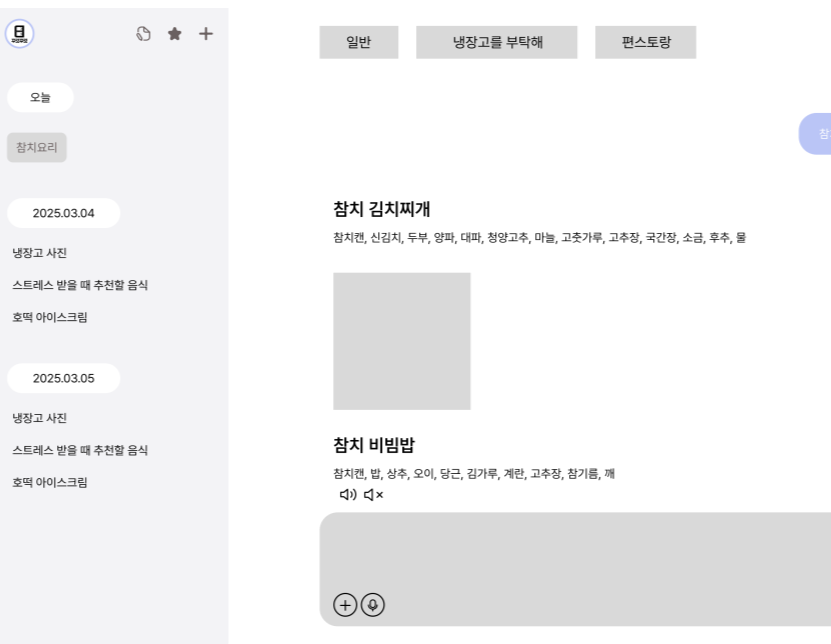 오늘
참치요리
2025.03.04
냉장고 사진
스트레스 받을 때 추천할 음식
호떡 아이스크림
2025.03.05
냉장고 사진
스트레스 받을 때 추천할 음식
호떡 아이스크림
일반
냉장고를 부탁해
편스토랑
참치 김치찌개
참치캔, 신김치, 두부, 양파, 대파, 청양고추, 마늘, 고춧가루, 고추장, 국간장, 소금, 후추, 물
참치 비빔밥
참치캔, 밥, 상추, 오이, 당근, 김가루, 계란, 고추장, 참기름, 깨